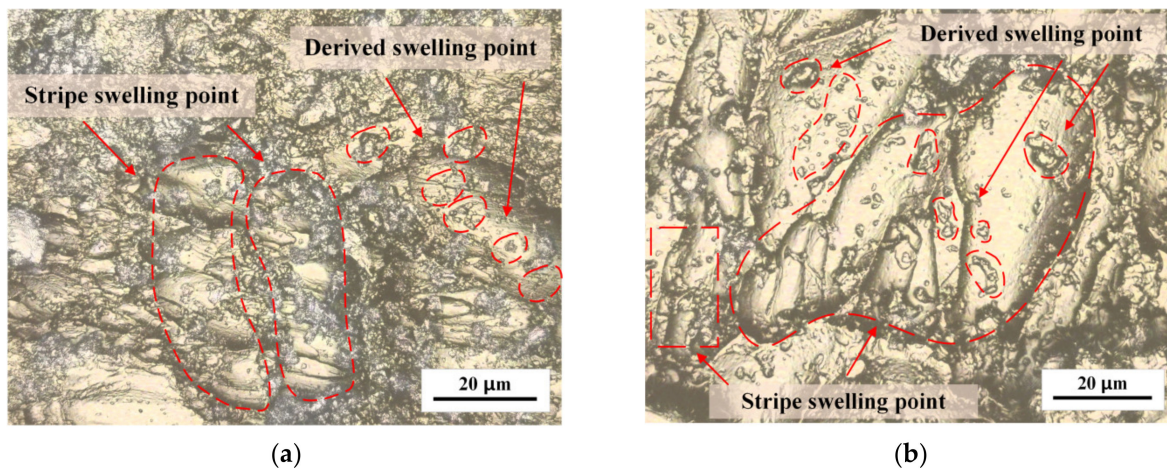 Derived swelling point
Stripe swelling point
20 μm
(a)
Derived swelling point
Stripe swelling point
20 μm
(b)